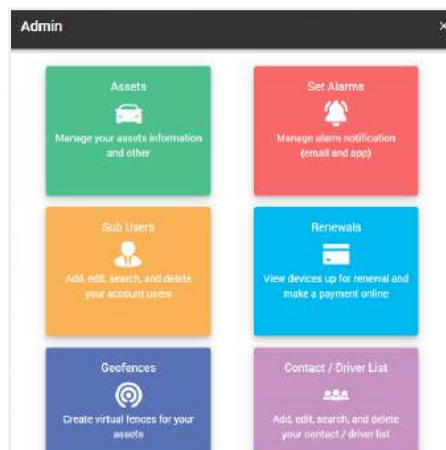 Admin
×
Assets
Manage your assets information
and other
Set Alarms
Manage alarm notification
(email and app)
Sub Users
Add, edit, search, and delete
your account users
Renewals
View devices up for renewal and
make a payment online
Geofences
Create virtual fences for your
assets
Contact / Driver List
Add, edit, search, and delete
your contact / driver list